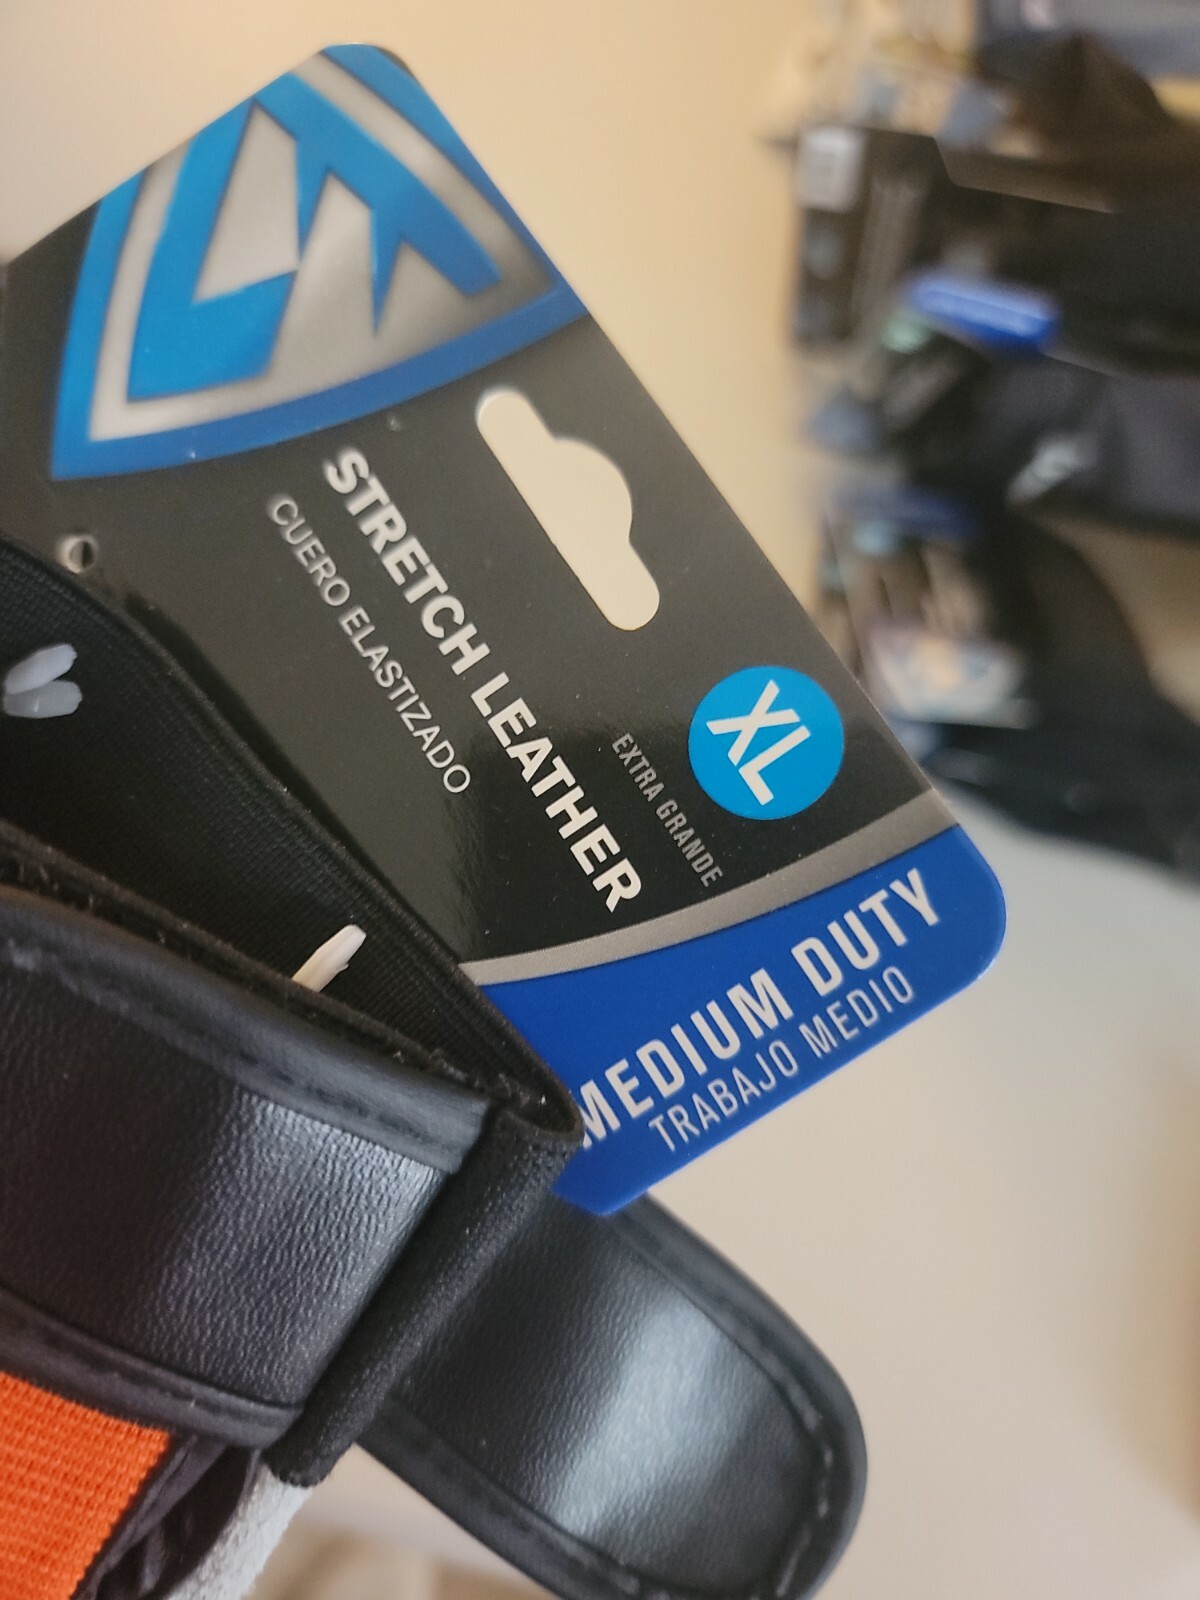 STRETCH LEATHER
CUERO ELASTIZADO
XL
EXTRA GRANDE
MEDIUM DUTY
TRABAJO MEDIO